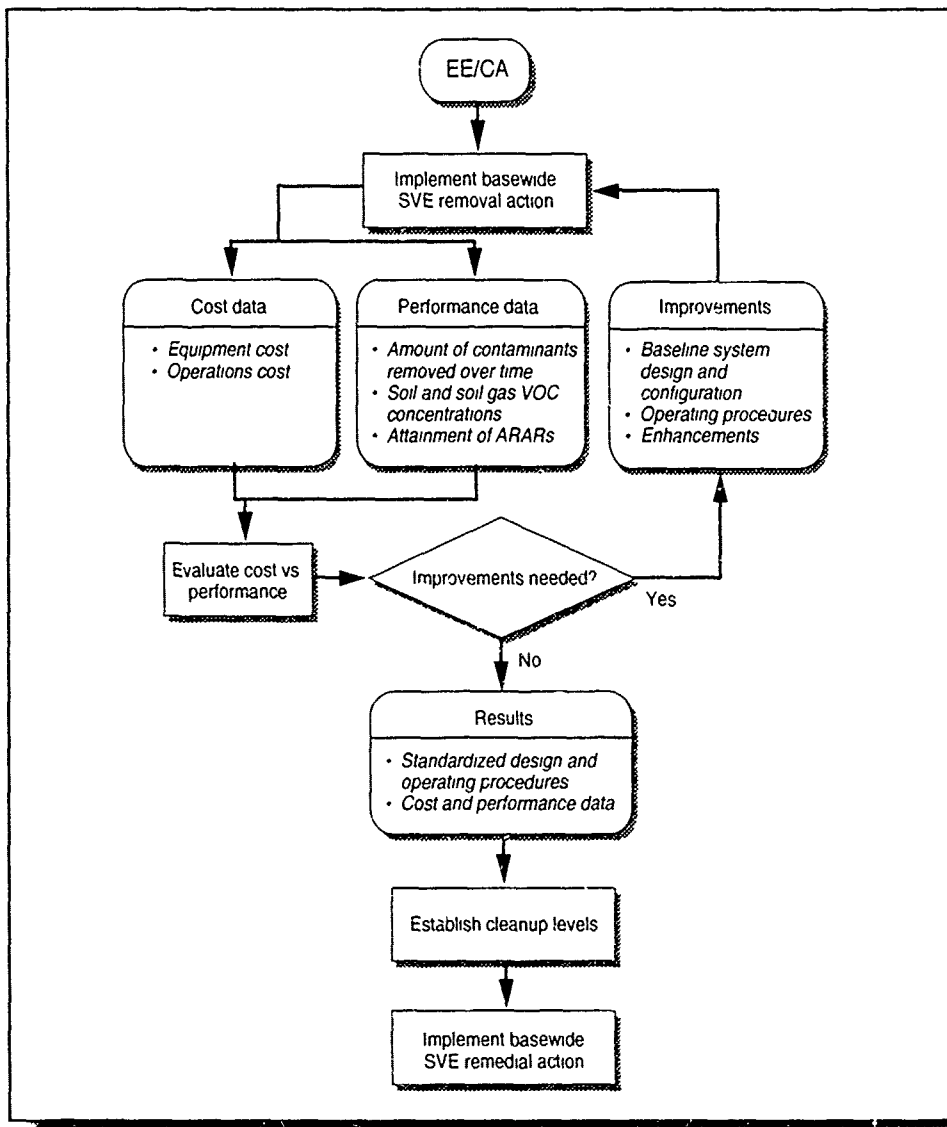 EE/CA
Implement basewide
SVE removal action
Cost data
• Equipment cost
• Operations cost
Performance data
• Amount of contaminants
removed over time
• Soil and soil gas VOC
concentrations
• Attainment of ARARs
Improvements
• Baseline system
design and
configuration
• Operating procedures
• Enhancements
Evaluate cost vs
performance
Improvements needed?
Yes
No
Results
• Standardized design and
operating procedures
• Cost and performance data
Establish cleanup levels
Implement basewide
SVE remedial action